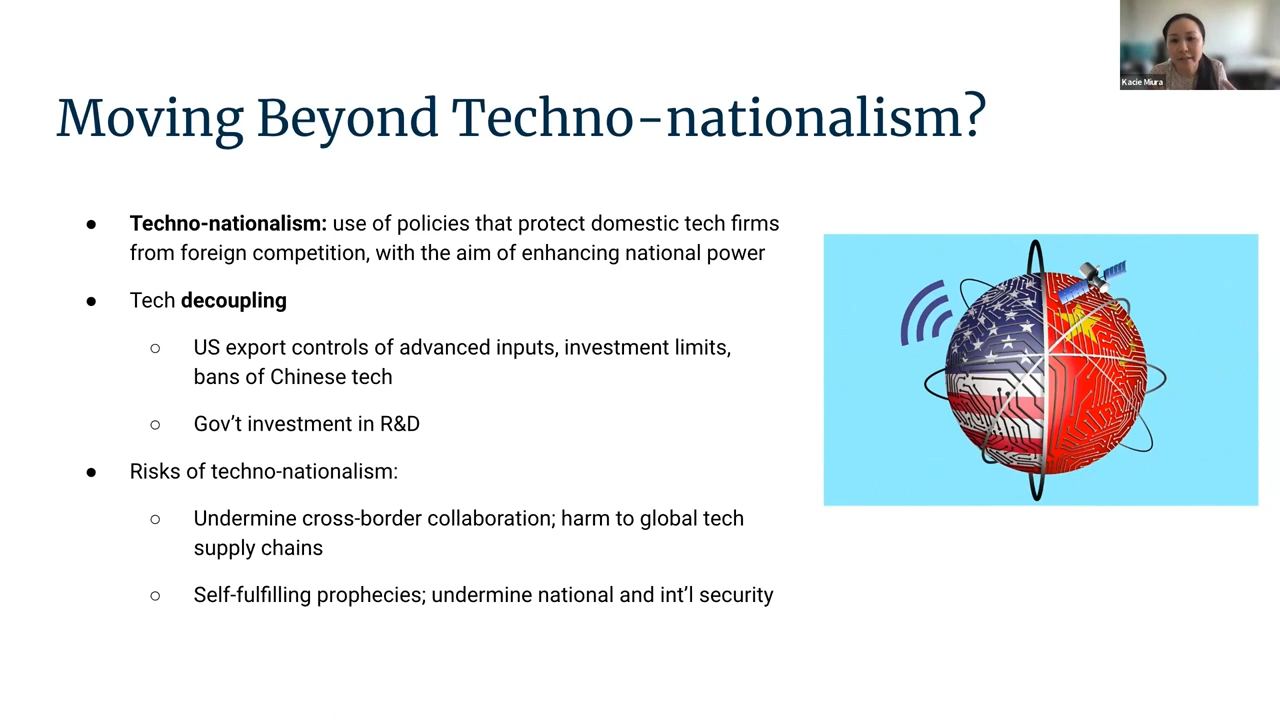 Kacie Miura
Moving Beyond Techno-nationalism?
● Techno-nationalism: use of policies that protect domestic tech firms
from foreign competition, with the aim of enhancing national power
● Tech decoupling
○ US export controls of advanced inputs, investment limits,
bans of Chinese tech
○ Gov’t investment in R&D
● Risks of techno-nationalism:
○ Undermine cross-border collaboration; harm to global tech
supply chains
○ Self-fulfilling prophecies; undermine national and int’l security